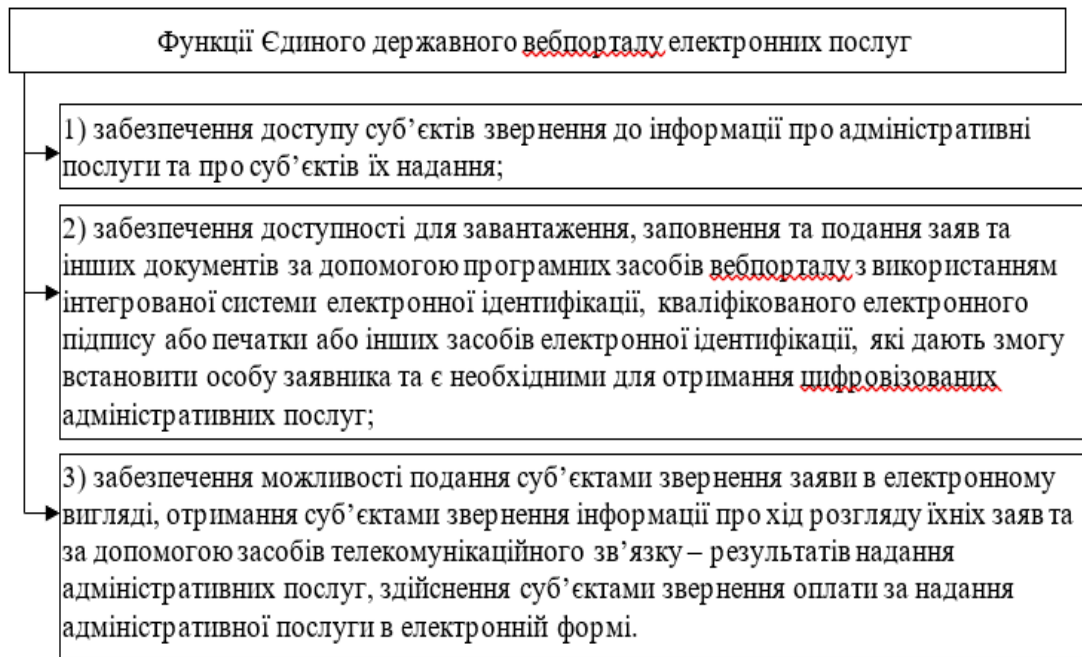 Функції Єдиного державного вебпорталу електронних послуг
1) забезпечення доступу суб’єктів звернення до інформації про адміністративні
послуги та про суб’єктів їх надання;
2) забезпечення доступності для завантаження, заповнення та подання заяв та
інших документів за допомогою програмних засобів вебпорталу з використанням
інтегрованої системи електронної ідентифікації, кваліфікованого електронного
підпису або печатки або інших засобів електронної ідентифікації, які дають змогу
встановити особу заявника та є необхідними для отримання цифровізованих
адміністративних послуг;
3) забезпечення можливості подання суб’єктами звернення заяви в електронному
вигляді, отримання суб’єктами звернення інформації про хід розгляду їхніх заяв та
за допомогою засобів телекомунікаційного зв’язку – результатів надання
адміністративних послуг, здійснення суб’єктами звернення оплати за надання
адміністративної послуги в електронній формі.